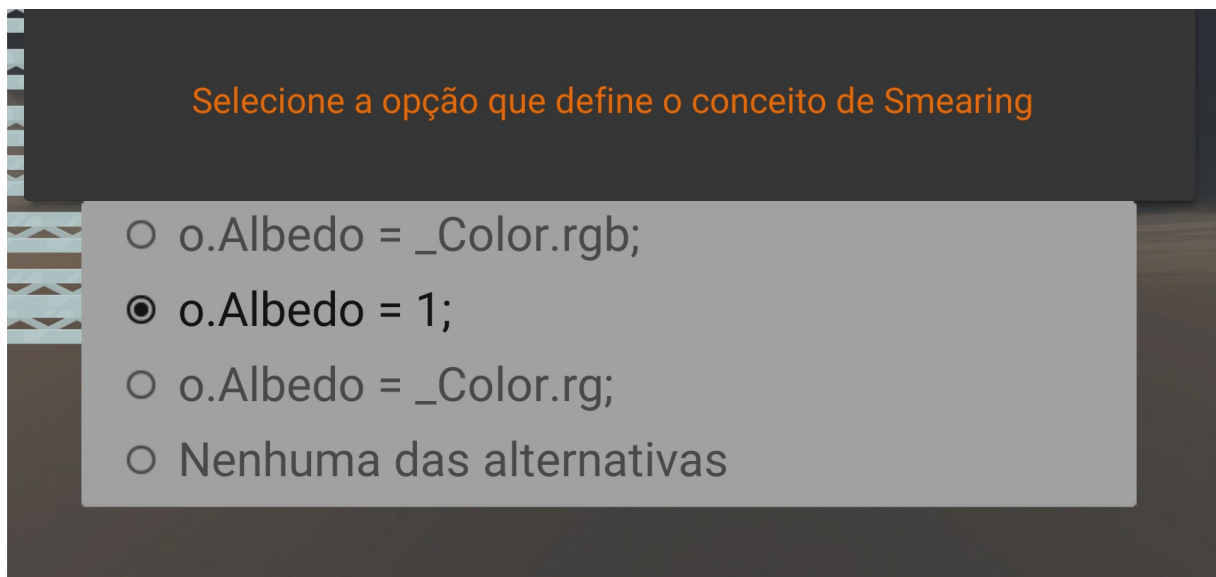 Selecione a opção que define o conceito de Smearing
o.Albedo = _Color.rgb;
o.Albedo = 1;
o.Albedo = _Color.rg;
Nenhuma das alternativas